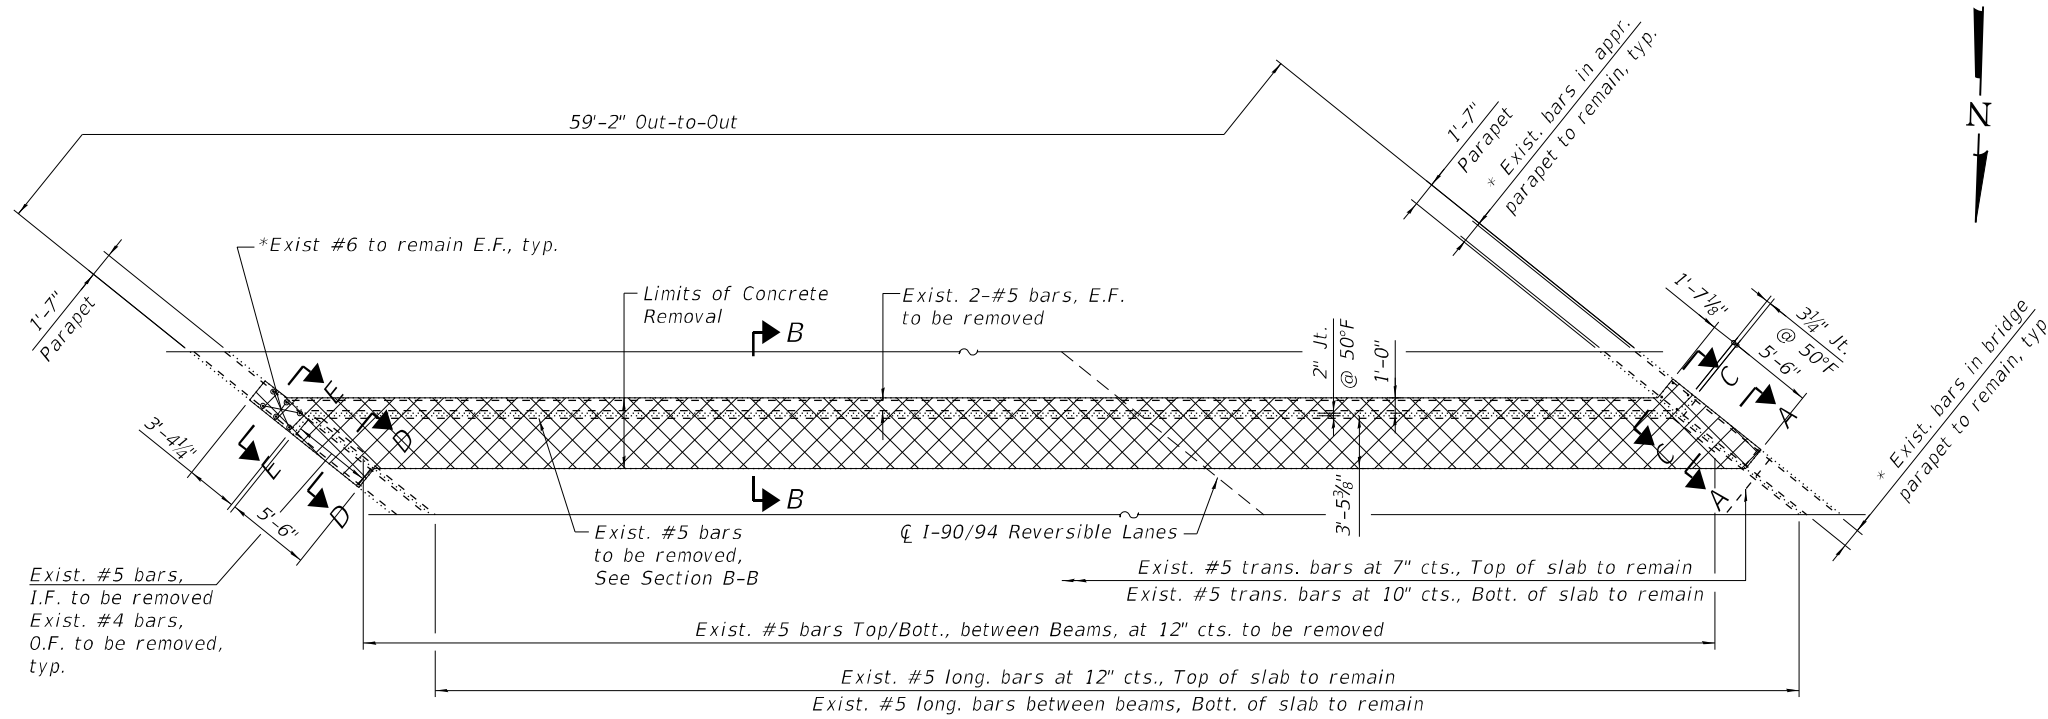 59'-2" Out-to-Out
1'-7"
Parapet
* Exist. bars in appr.
parapet to remain, typ.
N
*Exist #6 to remain E.F., typ.
1'-7"
Parapet
Limits of Concrete
Removal
Exist. 2-#5 bars, E.F.
to be removed
B
2" Jt.
@ 50°F
1'-0"
1'-7⅛"
3¼" Jt.
@ 50°F
5'-6"
* Exist. bars in bridge
parapet to remain, typ
E
D
C
A
3'-4¼"
E
D
C
A
5'-6"
B
3'-5⅜"
℄ I-90/94 Reversible Lanes
Exist. #5 bars
to be removed,
See Section B-B
Exist. #5 bars,
I.F. to be removed
Exist. #4 bars,
O.F. to be removed,
typ.
Exist. #5 trans. bars at 7" cts., Top of slab to remain
Exist. #5 trans. bars at 10" cts., Bott. of slab to remain
Exist. #5 bars Top/Bott., between Beams, at 12" cts. to be removed
Exist. #5 long. bars at 12" cts., Top of slab to remain
Exist. #5 long. bars between beams, Bott. of slab to remain